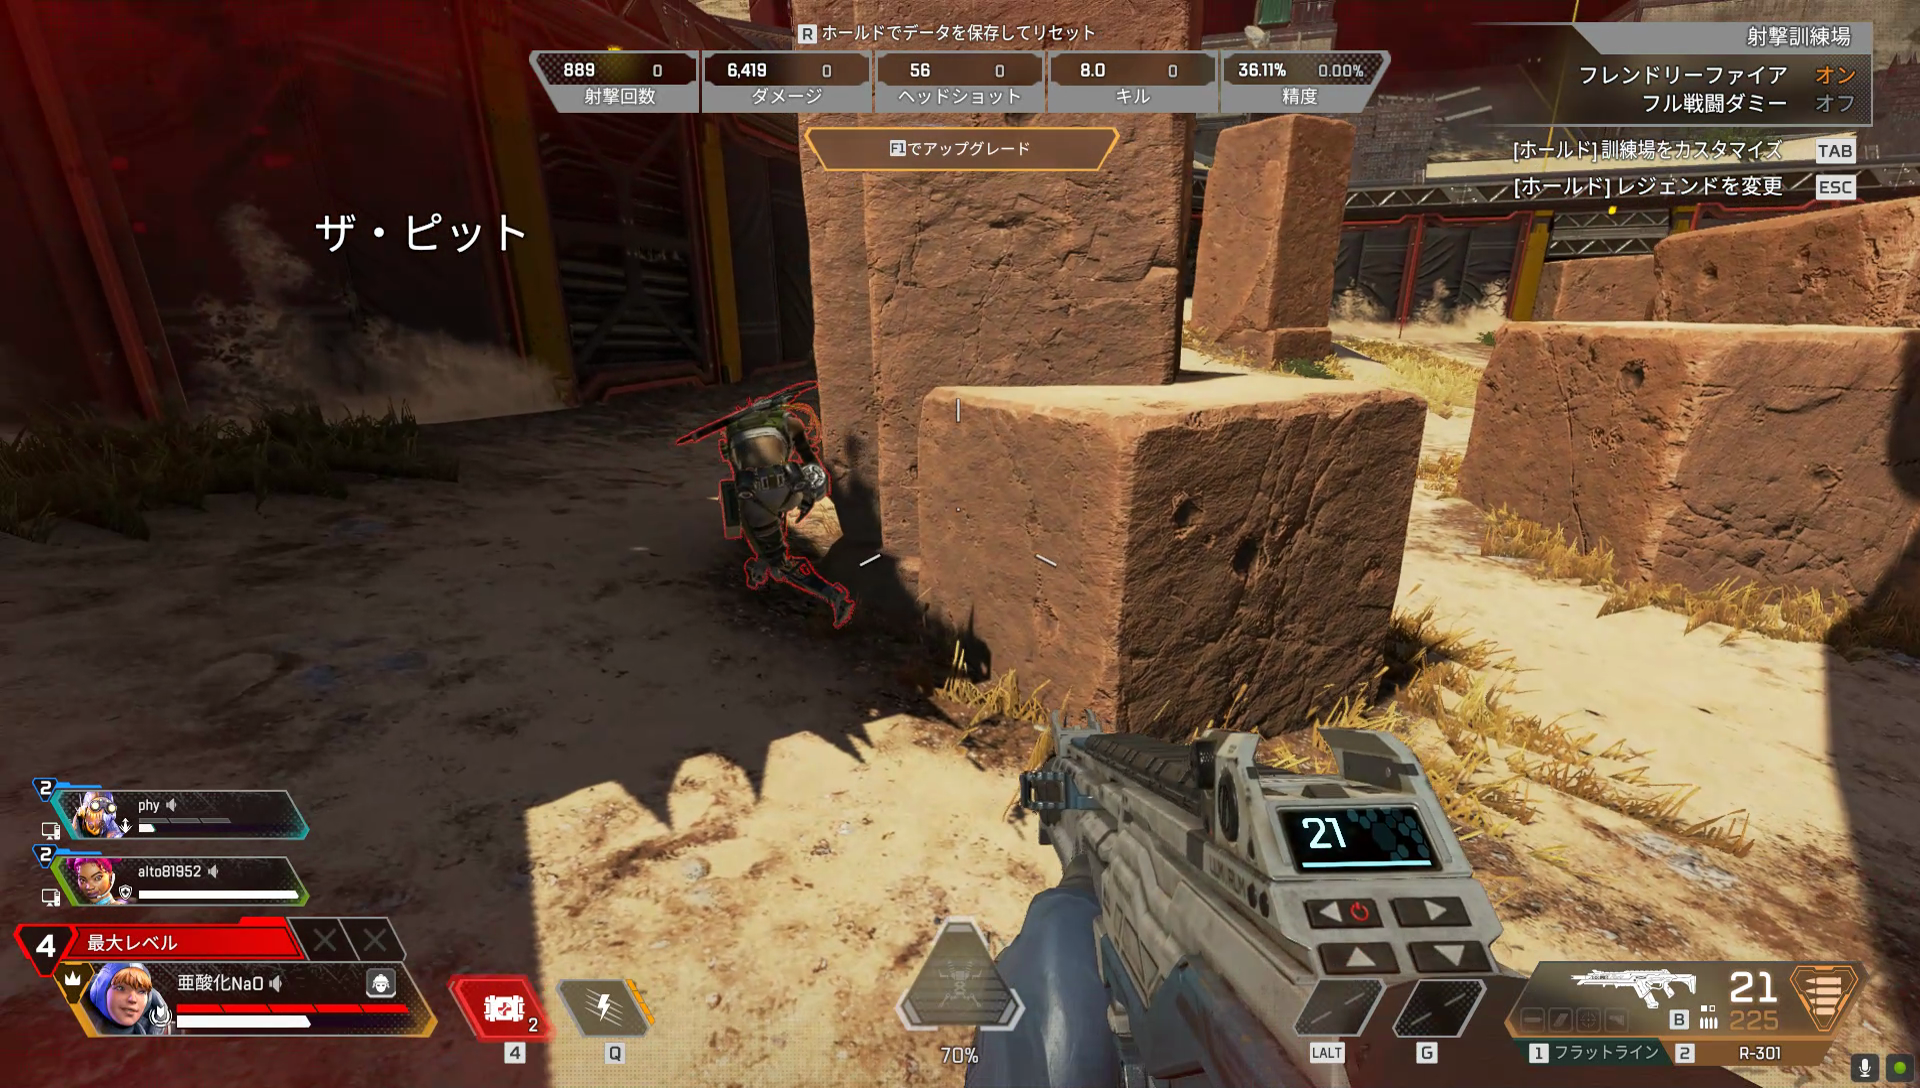 R ホールドでデータを保存してリセット
889 0 6,419 0 56 0 8.0 0 36.11% 0.00%
射撃回数 ダメージ ヘッドショット キル 精度
F1でアップグレード
射撃訓練場
フレンドリーファイア オン
フル戦闘ダミー オフ
[ホールド]訓練場をカスタマイズ TAB
[ホールド]レジェンドを変更 ESC
ザ・ピット
2
phy
2
alto81952
4 最大レベル
亜酸化NaO
2
4
Q
70%
21
LALT
G
21
B 225
1 フラットライン 2 R-301